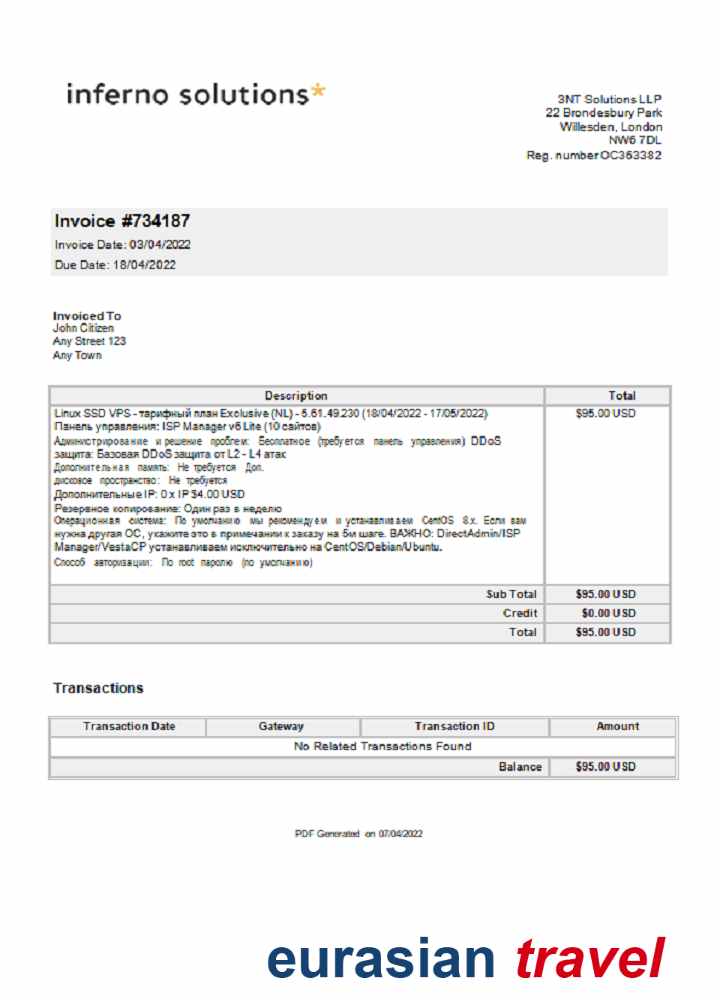 inferno solutions*
3NT Solutions LLP
22 Brondesbury Park
Willesden, London
NW6 7DL
Reg. number OC363382
Invoice #734187
Invoice Date: 03/04/2022
Due Date: 18/04/2022
Invoiced To
John Citizen
Any Street 123
Any Town
Description Total
Linux SSD VPS - тарифный план Exclusive (NL) - 5.61.49.230 (18/04/2022 - 17/05/2022) $95.00 USD
Панель управления: ISP Manager v6 Lite (10 сайтов)
Администрирование и решение проблем: Бесплатное (требуется панель управления) DDoS
защита: Базовая DDoS защита от L2 - L4 атак
Дополнительная память: Не требуется Доп.
дисковое пространство: Не требуется
Дополнительные IP: 0 x IP $4.00 USD
Резервное копирование: Один раз в неделю
Операционная система: По умолчанию мы рекомендуем и устанавливаем CentOS 8.x. Если вам
нужна другая ОС, укажите это в примечании к заказу на 5м шаге. ВАЖНО: DirectAdmin/ISP
Manager/VestaCP устанавливаем исключительно на CentOS/Debian/Ubuntu.
Способ авторизации: По root паролю (по умолчанию)
Sub Total $95.00 USD
Credit $0.00 USD
Total $95.00 USD
Transactions
Transaction Date Gateway Transaction ID Amount
No Related Transactions Found
Balance $95.00 USD
PDF Generated on 07/04/2022
eurasian travel